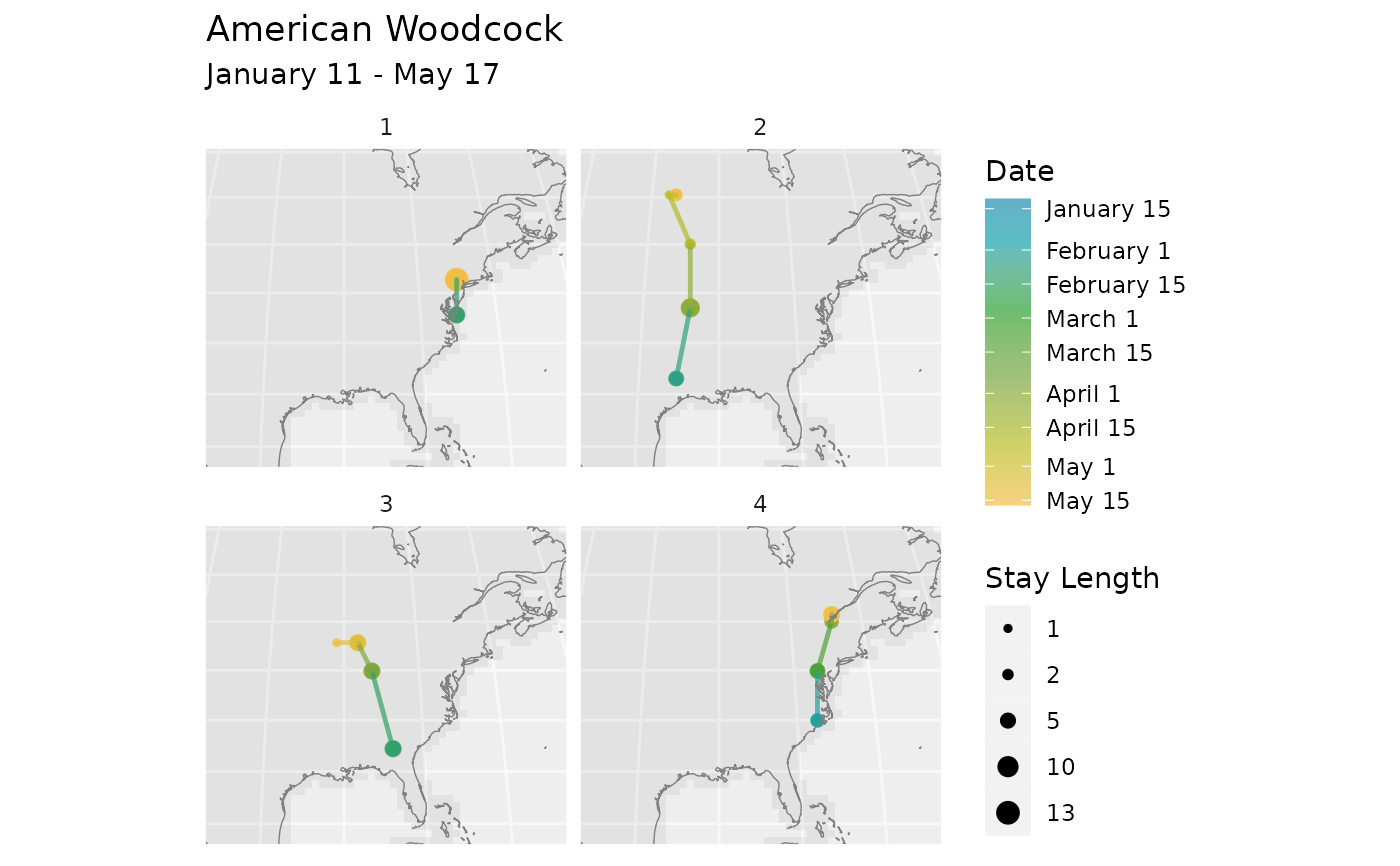 American Woodcock
January 11 - May 17
1
2
3
4
Date
January 15
February 1
February 15
March 1
March 15
April 1
April 15
May 1
May 15
Stay Length
1
2
5
10
13